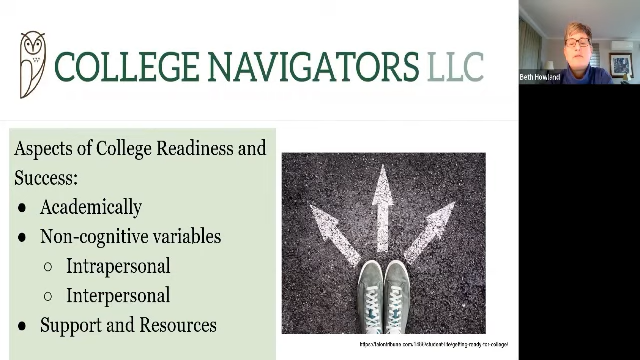 COLLEGE NAVIGATORS LLC
Beth Howland
Aspects of College Readiness and
Success:
● Academically
● Non-cognitive variables
○ Intrapersonal
○ Interpersonal
● Support and Resources